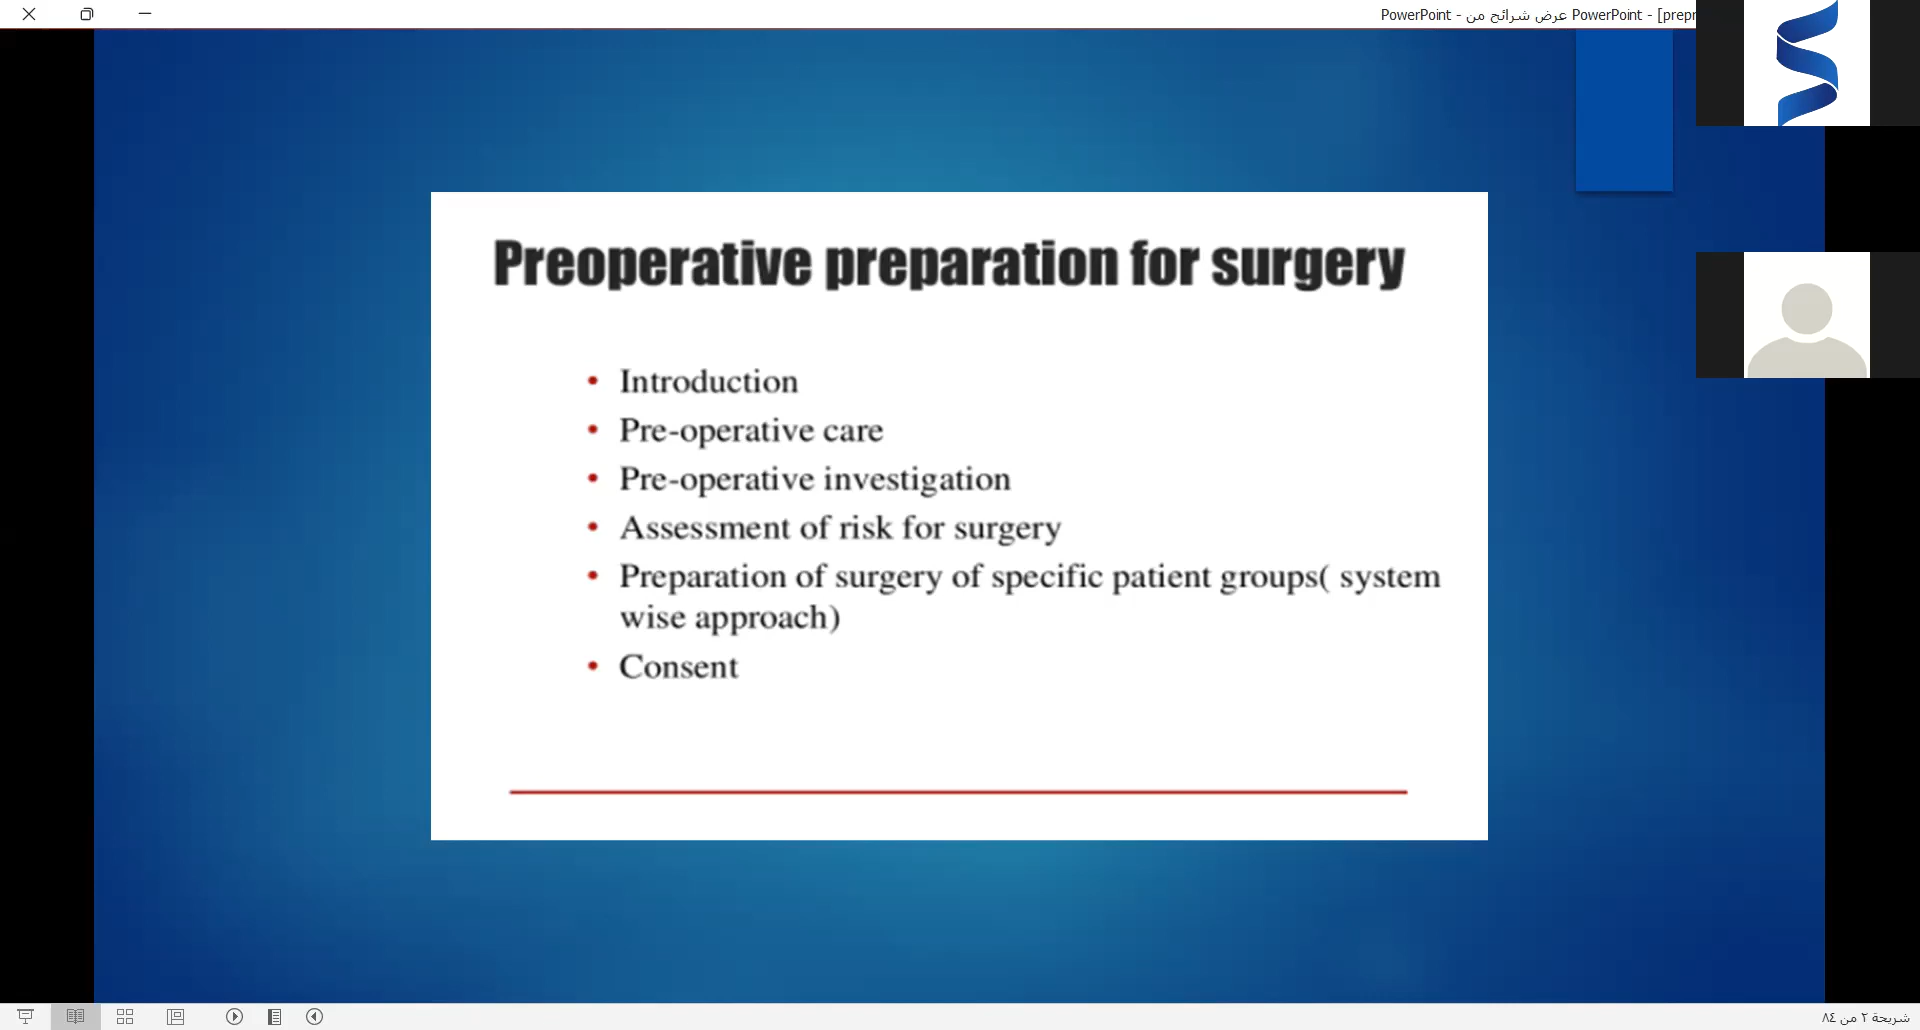 PowerPoint - عرض شرائح من PowerPoint - [prepr
Preoperative preparation for surgery
• Introduction
• Pre-operative care
• Pre-operative investigation
• Assessment of risk for surgery
• Preparation of surgery of specific patient groups( system
wise approach)
• Consent
شريحة ٢ من ٨٤